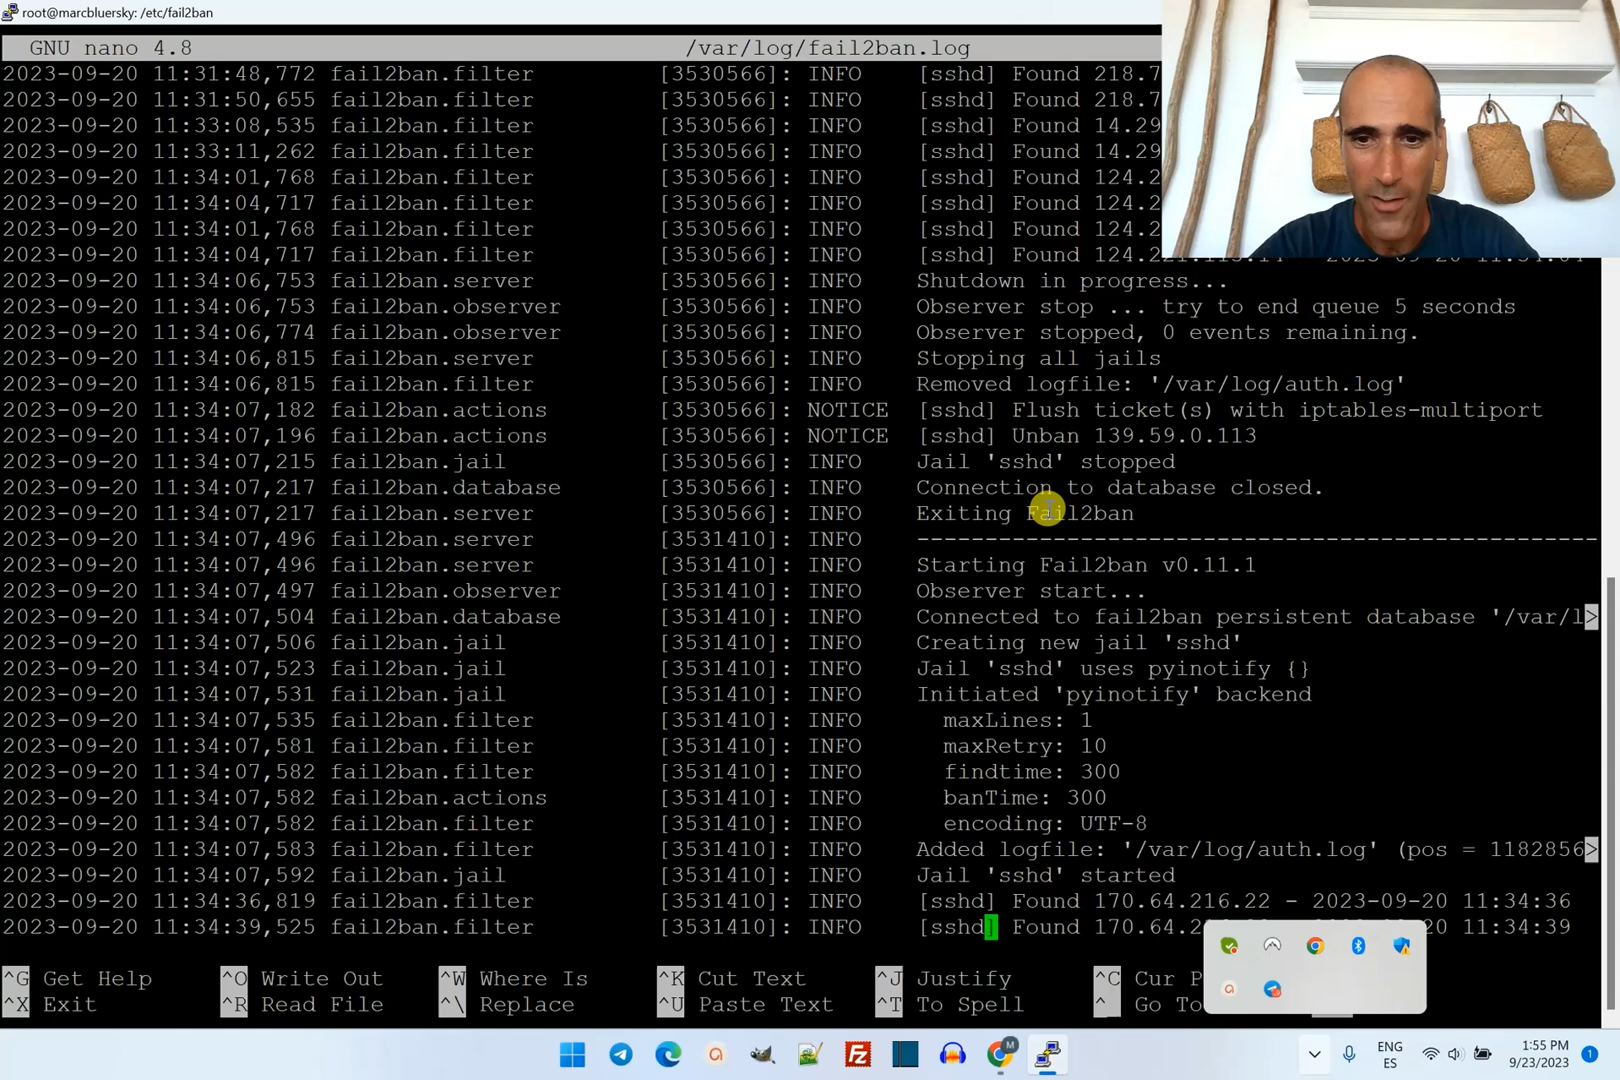 root@marcbluersky: /etc/fail2ban
GNU nano 4.8 /var/log/fail2ban.log
2023-09-20 11:31:48,772 fail2ban.filter [3530566]: INFO [sshd] Found 218.7
2023-09-20 11:31:50,655 fail2ban.filter [3530566]: INFO [sshd] Found 218.7
2023-09-20 11:33:08,535 fail2ban.filter [3530566]: INFO [sshd] Found 14.29
2023-09-20 11:33:11,262 fail2ban.filter [3530566]: INFO [sshd] Found 14.29
2023-09-20 11:34:01,768 fail2ban.filter [3530566]: INFO [sshd] Found 124.2
2023-09-20 11:34:04,717 fail2ban.filter [3530566]: INFO [sshd] Found 124.2
2023-09-20 11:34:01,768 fail2ban.filter [3530566]: INFO [sshd] Found 124.2
2023-09-20 11:34:04,717 fail2ban.filter [3530566]: INFO [sshd] Found
2023-09-20 11:34:06,753 fail2ban.server [3530566]: INFO Shutdown in progress...
2023-09-20 11:34:06,753 fail2ban.observer [3530566]: INFO Observer stop ... try to end queue 5 seconds
2023-09-20 11:34:06,774 fail2ban.observer [3530566]: INFO Observer stopped, 0 events remaining.
2023-09-20 11:34:06,815 fail2ban.server [3530566]: INFO Stopping all jails
2023-09-20 11:34:06,815 fail2ban.filter [3530566]: INFO Removed logfile: '/var/log/auth.log'
2023-09-20 11:34:07,182 fail2ban.actions [3530566]: NOTICE [sshd] Flush ticket(s) with iptables-multiport
2023-09-20 11:34:07,196 fail2ban.actions [3530566]: NOTICE [sshd] Unban 139.59.0.113
2023-09-20 11:34:07,215 fail2ban.jail [3530566]: INFO Jail 'sshd' stopped
2023-09-20 11:34:07,217 fail2ban.database [3530566]: INFO Connection to database closed.
2023-09-20 11:34:07,217 fail2ban.server [3530566]: INFO Exiting Fail2ban
2023-09-20 11:34:07,496 fail2ban.server [3531410]: INFO --------------------------------------------------
2023-09-20 11:34:07,496 fail2ban.server [3531410]: INFO Starting Fail2ban v0.11.1
2023-09-20 11:34:07,497 fail2ban.observer [3531410]: INFO Observer start...
2023-09-20 11:34:07,504 fail2ban.database [3531410]: INFO Connected to fail2ban persistent database '/var/l>
2023-09-20 11:34:07,506 fail2ban.jail [3531410]: INFO Creating new jail 'sshd'
2023-09-20 11:34:07,523 fail2ban.jail [3531410]: INFO Jail 'sshd' uses pyinotify {}
2023-09-20 11:34:07,531 fail2ban.jail [3531410]: INFO Initiated 'pyinotify' backend
2023-09-20 11:34:07,535 fail2ban.filter [3531410]: INFO maxLines: 1
2023-09-20 11:34:07,581 fail2ban.filter [3531410]: INFO maxRetry: 10
2023-09-20 11:34:07,582 fail2ban.filter [3531410]: INFO findtime: 300
2023-09-20 11:34:07,582 fail2ban.actions [3531410]: INFO banTime: 300
2023-09-20 11:34:07,582 fail2ban.filter [3531410]: INFO encoding: UTF-8
2023-09-20 11:34:07,583 fail2ban.filter [3531410]: INFO Added logfile: '/var/log/auth.log' (pos = 1182856>
2023-09-20 11:34:07,592 fail2ban.jail [3531410]: INFO Jail 'sshd' started
2023-09-20 11:34:36,819 fail2ban.filter [3531410]: INFO [sshd] Found 170.64.216.22 - 2023-09-20 11:34:36
2023-09-20 11:34:39,525 fail2ban.filter [3531410]: INFO [sshd] Found 170.64.2 11:34:39
^G Get Help ^O Write Out ^W Where Is ^K Cut Text ^J Justify ^C Cur P
^X Exit ^R Read File ^\ Replace ^U Paste Text ^T To Spell ^_ Go To
ENG
ES
1:55 PM
9/23/2023